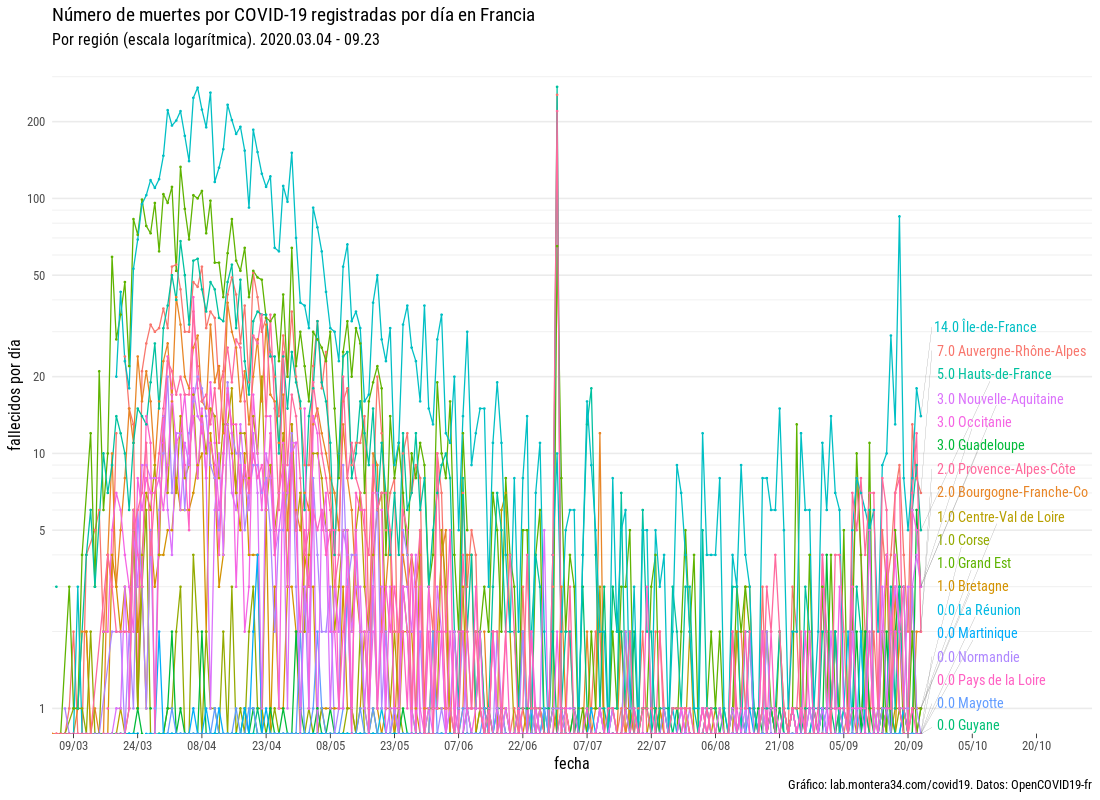 Número de muertes por COVID-19 registradas por día en Francia
Por región (escala logarítmica). 2020.03.04 - 09.23
fallecidos por día
200
100
50
20
10
5
1
14.0 Île-de-France
7.0 Auvergne-Rhône-Alpes
5.0 Hauts-de-France
3.0 Nouvelle-Aquitaine
3.0 Occitanie
3.0 Guadeloupe
2.0 Provence-Alpes-Côte
2.0 Bourgogne-Franche-Co
1.0 Centre-Val de Loire
1.0 Corse
1.0 Grand Est
1.0 Bretagne
0.0 La Réunion
0.0 Martinique
0.0 Normandie
0.0 Pays de la Loire
0.0 Mayotte
0.0 Guyane
09/03 24/03 08/04 23/04 08/05 23/05 07/06 22/06 07/07 22/07 06/08 21/08 05/09 20/09 05/10 20/10
fecha
Gráfico: lab.montera34.com/covid19. Datos: OpenCOVID19-fr